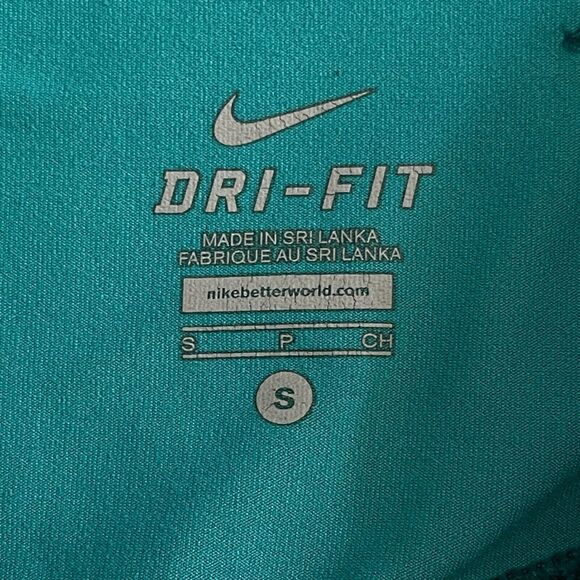 DRI-FIT
MADE IN SRI LANKA
FABRIQUE AU SRI LANKA
nikebetterworld.com
S P CH
S